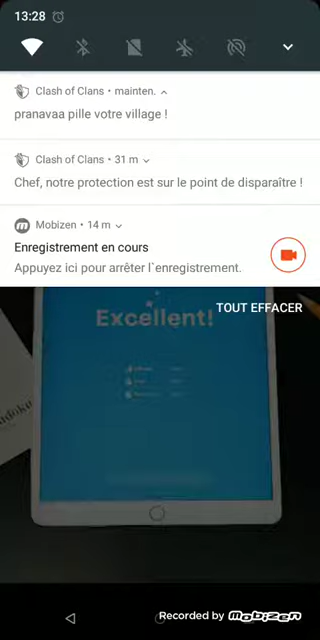 13:28
Clash of Clans • mainten.
pranavaa pille votre village !
Clash of Clans • 31 m
Chef, notre protection est sur le point de disparaître !
Mobizen • 14 m
Enregistrement en cours
Appuyez ici pour arrêter l`enregistrement.
TOUT EFFACER
Excellent!
Recorded by mobizen